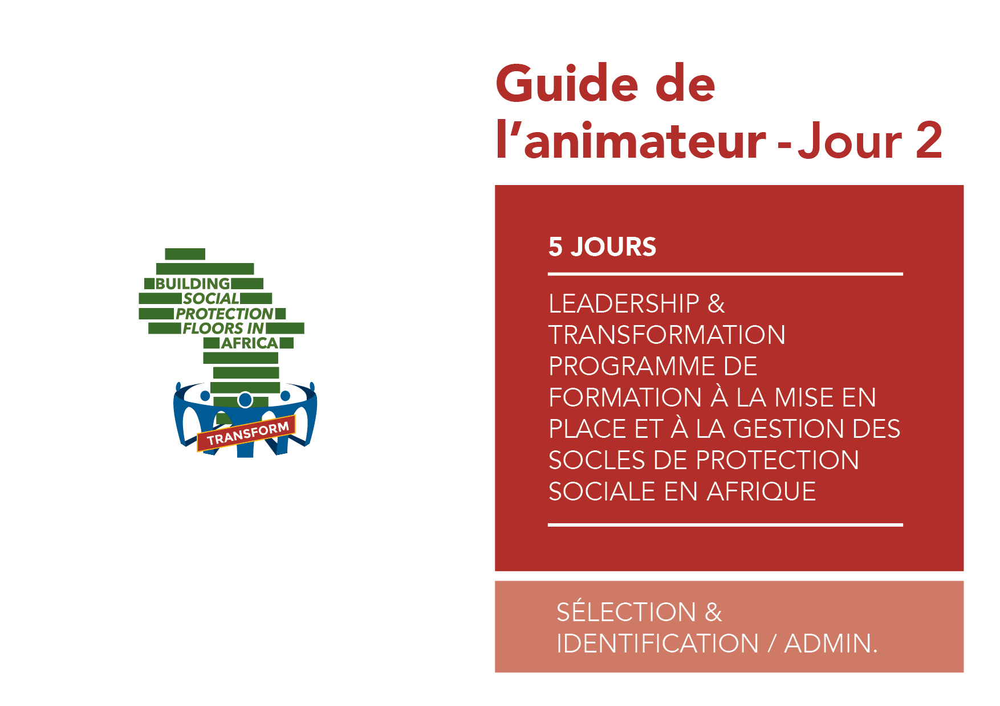 Guide de
l’animateur - Jour 2
5 JOURS
LEADERSHIP &
TRANSFORMATION
PROGRAMME DE
FORMATION À LA MISE EN
PLACE ET À LA GESTION DES
SOCLES DE PROTECTION
SOCIALE EN AFRIQUE
SÉLECTION &
IDENTIFICATION / ADMIN.
BUILDING
SOCIAL
PROTECTION
FLOORS IN
AFRICA
TRANSFORM